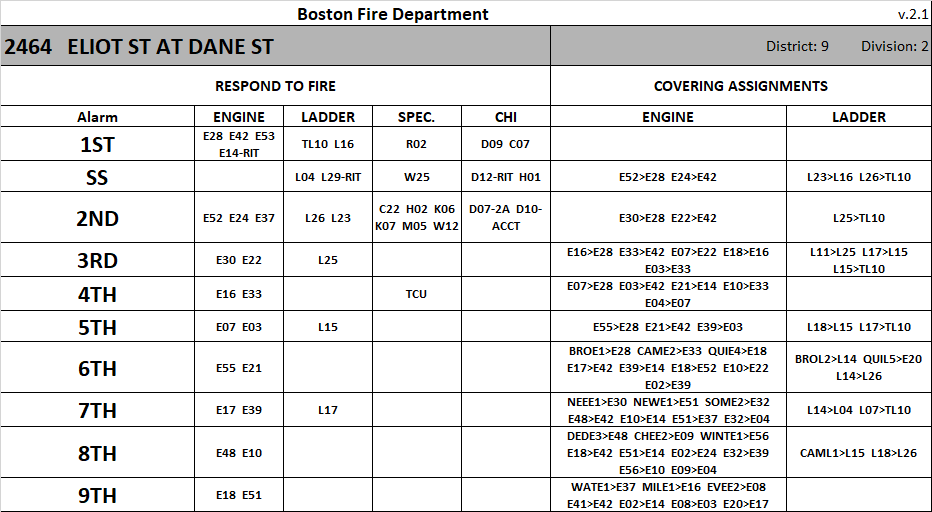 Boston Fire Department v.2.1
2464 ELIOT ST AT DANE ST District: 9 Division: 2
RESPOND TO FIRE COVERING ASSIGNMENTS
Alarm ENGINE LADDER SPEC. CHI ENGINE LADDER
1ST E28 E42 E53 E14-RIT TL10 L16 R02 D09 C07
SS L04 L29-RIT W25 D12-RIT H01 E52>E28 E24>E42 L23>L16 L26>TL10
2ND E52 E24 E37 L26 L23 C22 H02 K06 K07 M05 W12 D07-2A D10-ACCT E30>E28 E22>E42 L25>TL10
3RD E30 E22 L25 E16>E28 E33>E42 E07>E22 E18>E16 E03>E33 L11>L25 L17>L15 L15>TL10
4TH E16 E33 TCU E07>E28 E03>E42 E21>E14 E10>E33 E04>E07
5TH E07 E03 L15 E55>E28 E21>E42 E39>E03 L18>L15 L17>TL10
6TH E55 E21 BROE1>E28 CAME2>E33 QUIE4>E18 E17>E42 E39>E14 E18>E52 E10>E22 E02>E39 BROL2>L14 QUIL5>E20 L14>L26
7TH E17 E39 L17 NEEE1>E30 NEWE1>E51 SOME2>E32 E48>E42 E10>E14 E51>E37 E32>E04 L14>L04 L07>TL10
8TH E48 E10 DEDE3>E48 CHEE2>E09 WINTE1>E56 E18>E42 E51>E14 E02>E24 E32>E39 E56>E10 E09>E04 CAML1>L15 L18>L26
9TH E18 E51 WATE1>E37 MILE1>E16 EVEE2>E08 E41>E42 E02>E14 E08>E03 E20>E17